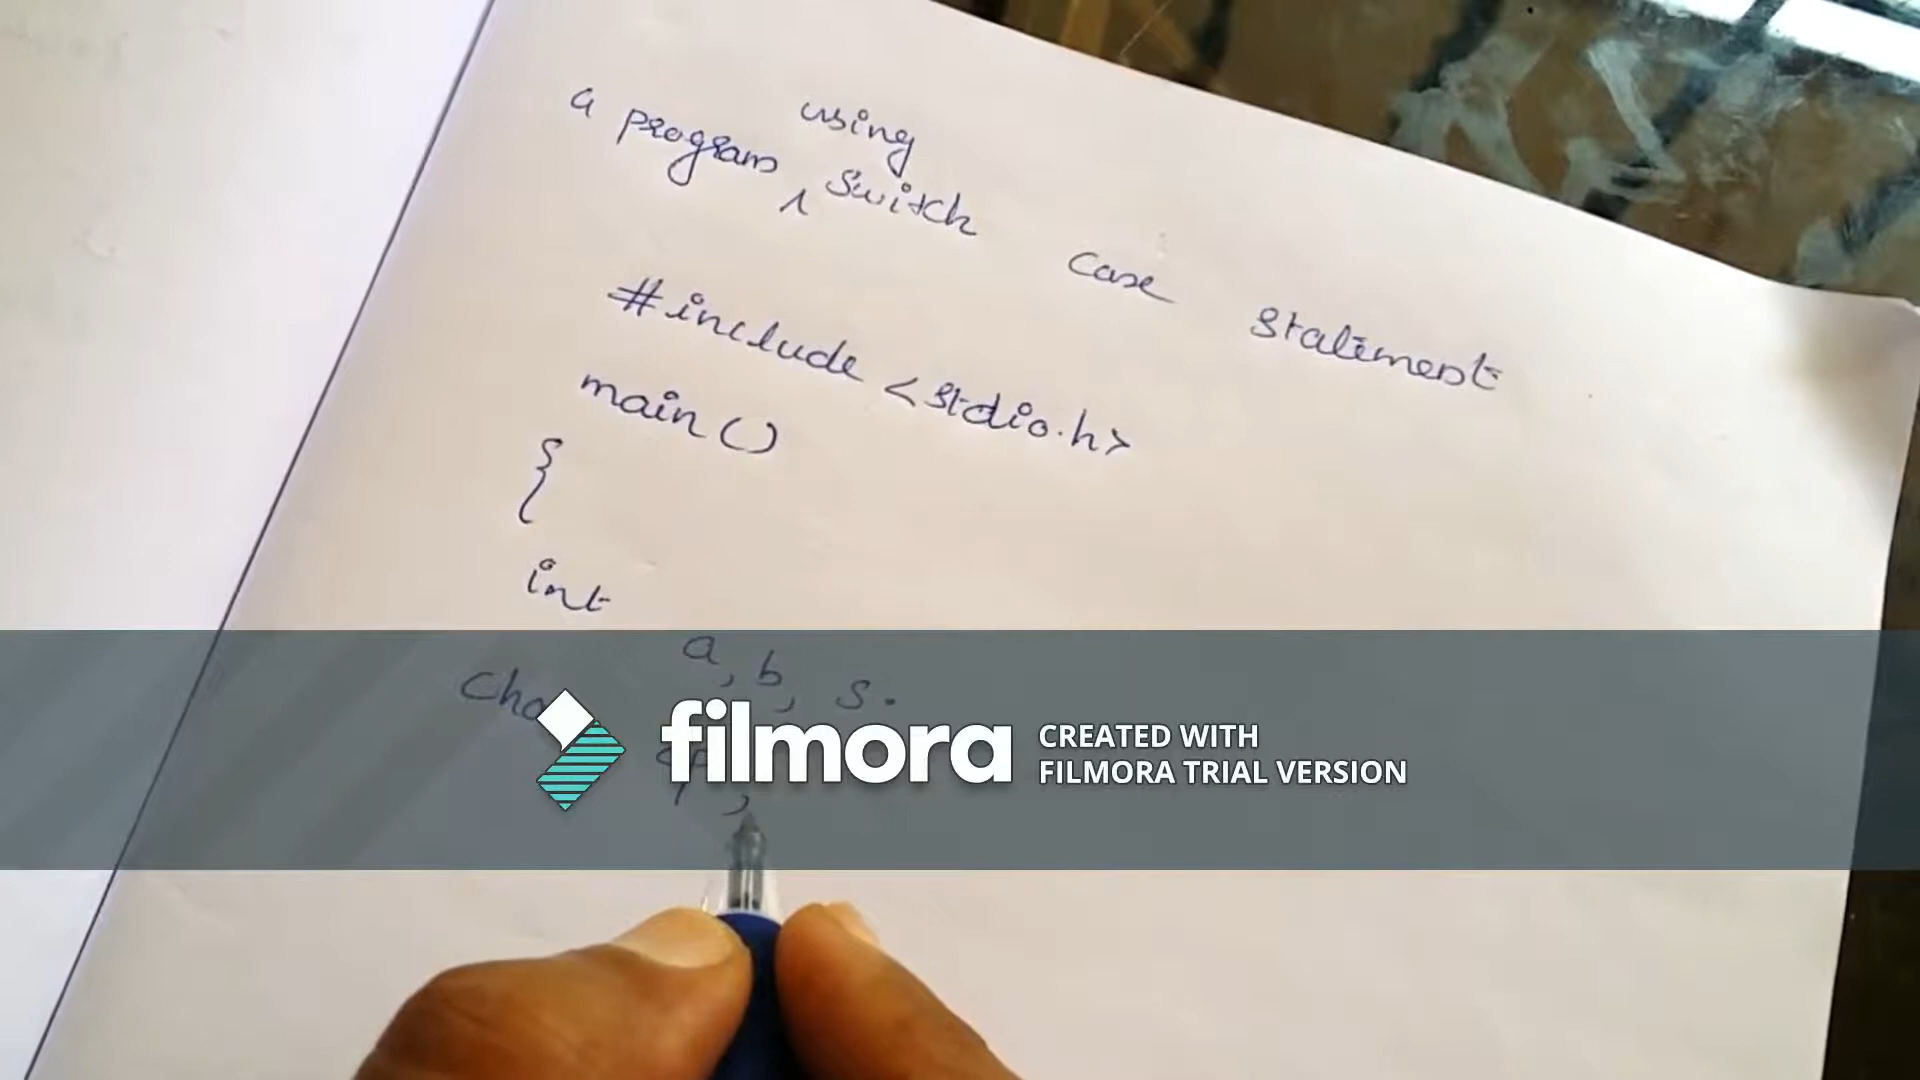 using
a program ^ switch case statement
#include <stdio.h>
main ()
{
int a, b, s.
filmora
CREATED WITH
FILMORA TRIAL VERSION